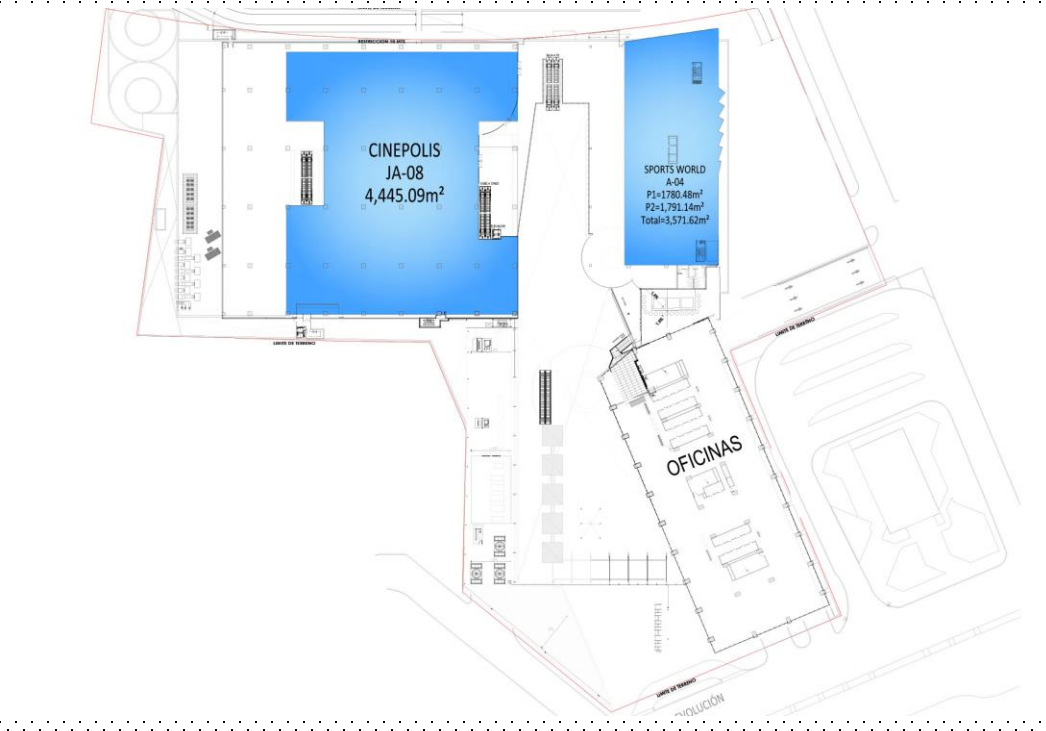 RESTRICCION 10 MTS.
CINEPOLIS
JA-08
4,445.09m²
SPORTS WORLD
A-04
P1=1780.48m²
P2=1,791.14m²
Total=3,571.62m²
LIMITE DE TERRENO
LIMITE DE TERRENO
OFICINAS
LIMITE DE TERRENO
EVOLUCIÓN